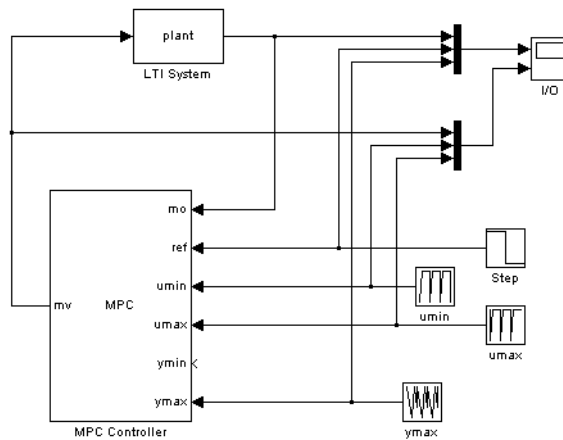 plant
LTI System
I/O
mo
ref
umin
umax
ymin
ymax
mv
MPC
MPC Controller
Step
umin
umax
ymax